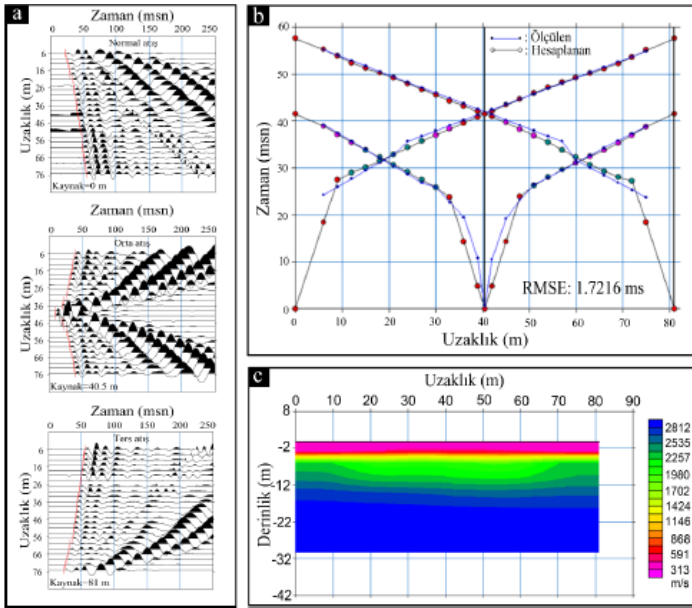 a
Zaman (msn)
0 50 100 150 200 250
Normal atış
Uzaklık (m)
6
16
26
36
46
56
66
76
Kaynak=0 m
Zaman (msn)
0 50 100 150 200 250
Orta atış
Uzaklık (m)
6
16
26
36
46
56
66
76
Kaynak=40.5 m
Zaman (msn)
0 50 100 150 200 250
Ters atış
Uzaklık (m)
6
16
26
36
46
56
66
76
Kaynak=81 m
b
: Ölçülen
: Hesaplanan
Zaman (msn)
60
50
40
30
20
10
0
RMSE: 1.7216 ms
0 10 20 30 40 50 60 70 80
Uzaklık (m)
c
Uzaklık (m)
0 10 20 30 40 50 60 70 80 90
Derinlik (m)
8
-2
-12
-22
-32
-42
2812
2535
2257
1980
1702
1424
1146
868
591
313
m/s